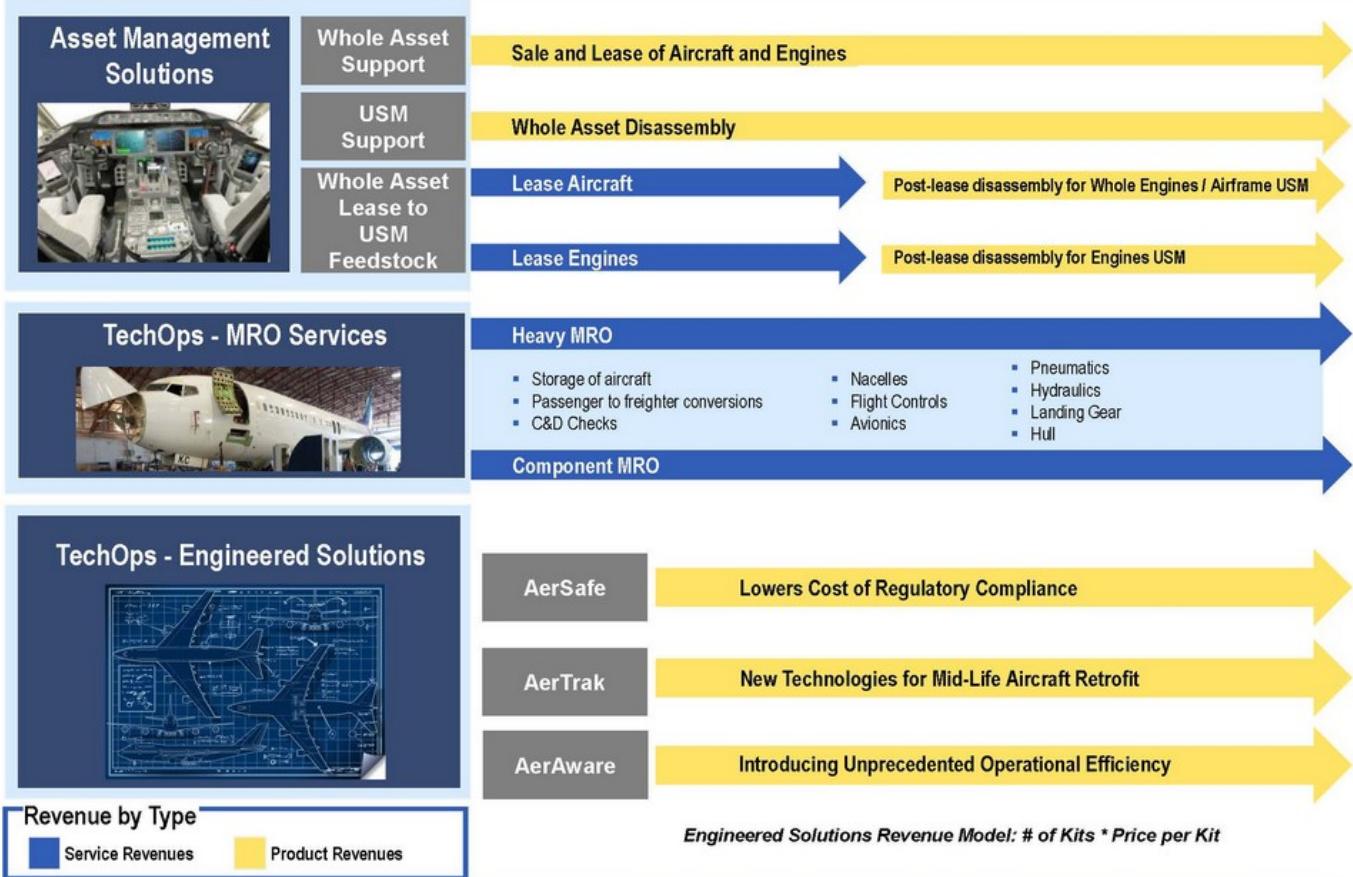 Asset Management
Solutions
Whole Asset
Support
Sale and Lease of Aircraft and Engines
USM
Support
Whole Asset Disassembly
Whole Asset
Lease to
USM
Feedstock
Lease Aircraft
Post-lease disassembly for Whole Engines / Airframe USM
Lease Engines
Post-lease disassembly for Engines USM
TechOps - MRO Services
KC
Heavy MRO
▪ Storage of aircraft
▪ Passenger to freighter conversions
▪ C&D Checks
▪ Nacelles
▪ Flight Controls
▪ Avionics
▪ Pneumatics
▪ Hydraulics
▪ Landing Gear
▪ Hull
Component MRO
TechOps - Engineered Solutions
AerSafe
Lowers Cost of Regulatory Compliance
AerTrak
New Technologies for Mid-Life Aircraft Retrofit
AerAware
Introducing Unprecedented Operational Efficiency
Revenue by Type
Service Revenues
Product Revenues
Engineered Solutions Revenue Model: # of Kits * Price per Kit